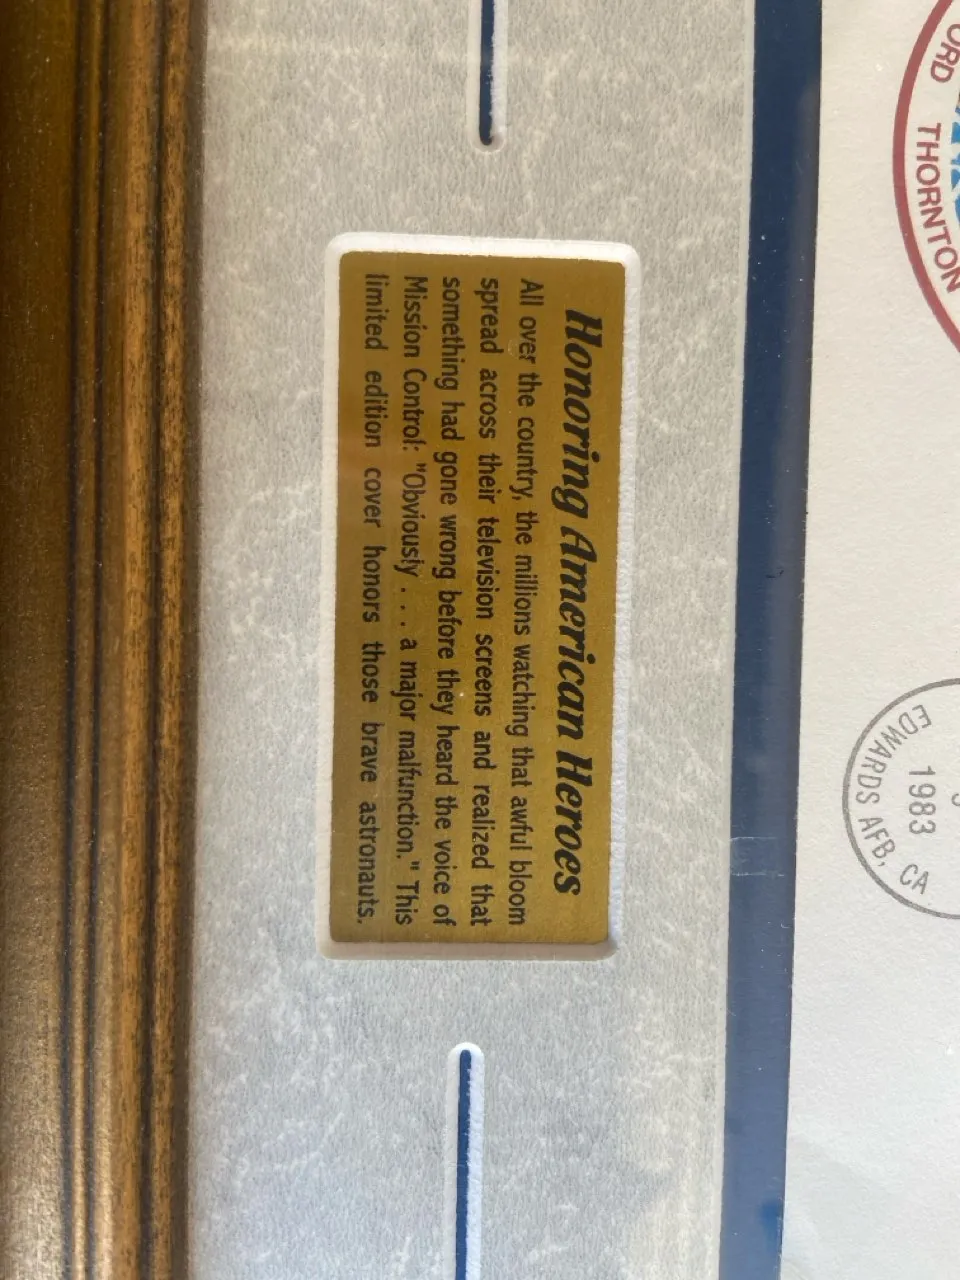 Honoring American Heroes
All over the country, the millions watching that awful bloom
spread across their television screens and realized that
something had gone wrong before they heard the voice of
Mission Control: "Obviously . . . a major malfunction." This
limited edition cover honors those brave astronauts.
THORNTON
1983
EDWARDS AFB, CA